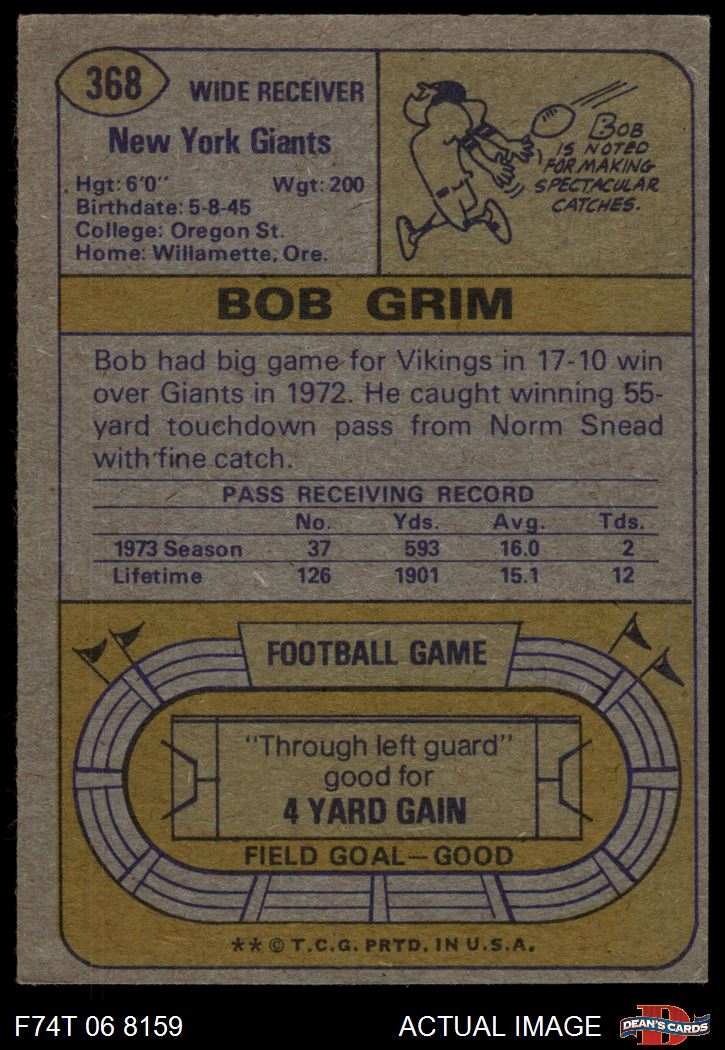 368
WIDE RECEIVER
New York Giants
Hgt: 6'0" Wgt: 200
Birthdate: 5-8-45
College: Oregon St.
Home: Willamette, Ore.
BOB
IS NOTED
FOR MAKING
SPECTACULAR
CATCHES.
BOB GRIM
Bob had big game for Vikings in 17-10 win
over Giants in 1972. He caught winning 55-
yard touchdown pass from Norm Snead
with fine catch.
PASS RECEIVING RECORD
No. Yds. Avg. Tds.
1973 Season 37 593 16.0 2
Lifetime 126 1901 15.1 12
FOOTBALL GAME
"Through left guard"
good for
4 YARD GAIN
FIELD GOAL—GOOD
** © T.C.G. PRTD. IN U.S.A.
F74T 06 8159 ACTUAL IMAGE
D
DEAN'S CARDS